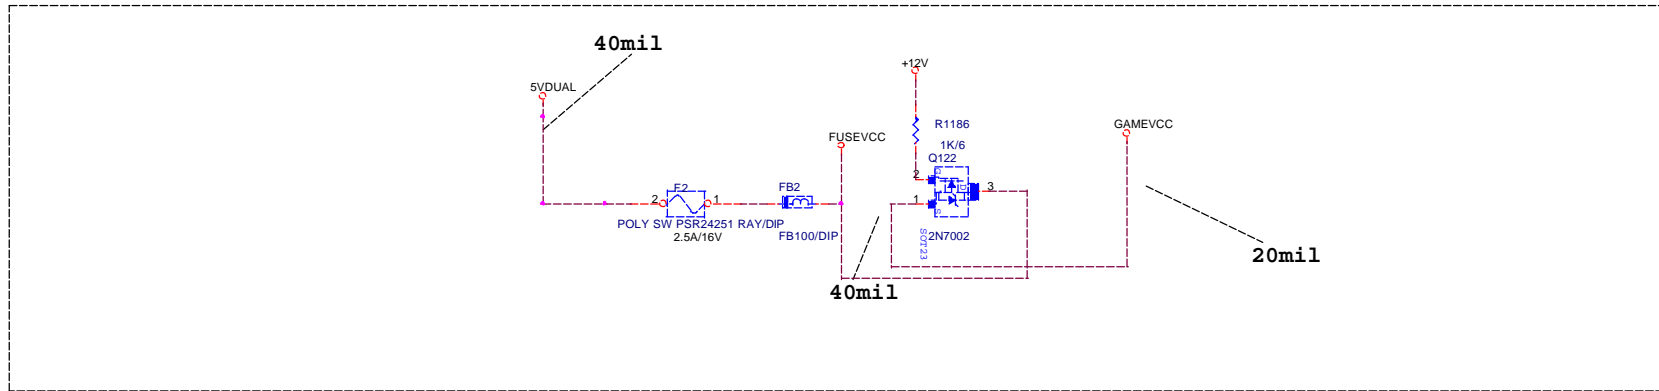 40mil
+12V
5VDUAL
R1186
GAMEVCC
FUSEVCC
1K/6
Q122
2
G
D
3
F2
FB2
2
1
1
S
POLY SW PSR24251 RAY/DIP
2.5A/16V
FB100/DIP
SOT23
2N7002
20mil
40mil